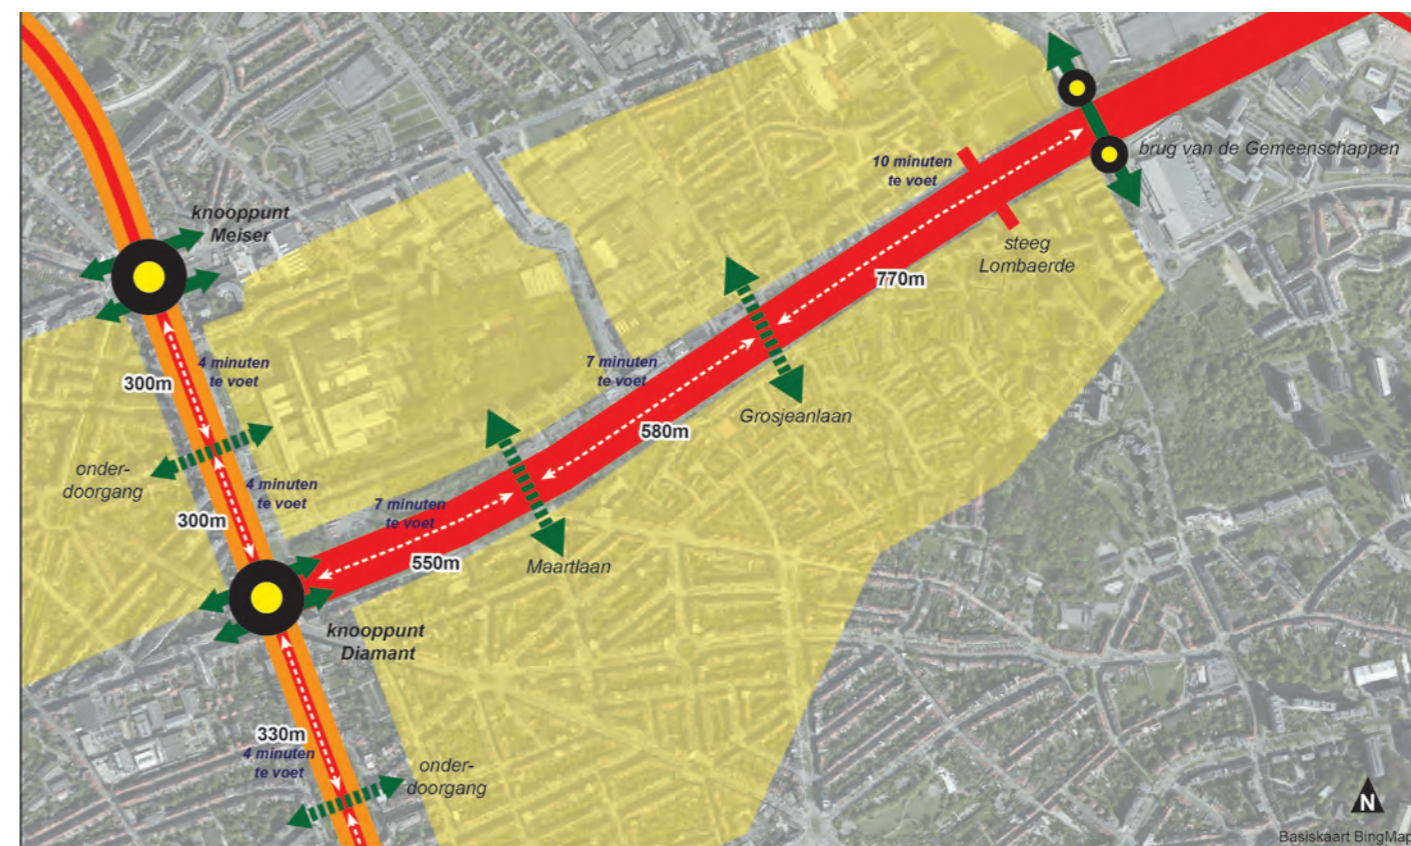 brug van de Gemeenschappen
10 minuten
te voet
knooppunt
Meiser
steeg
Lombaerde
770m
4 minuten
te voet
300m
7 minuten
te voet
Grosjeanlaan
580m
onder-
doorgang
4 minuten
te voet
300m
7 minuten
te voet
550m
Maartlaan
knooppunt
Diamant
330m
4 minuten
te voet
onder-
doorgang
N
Basiskaart BingMap